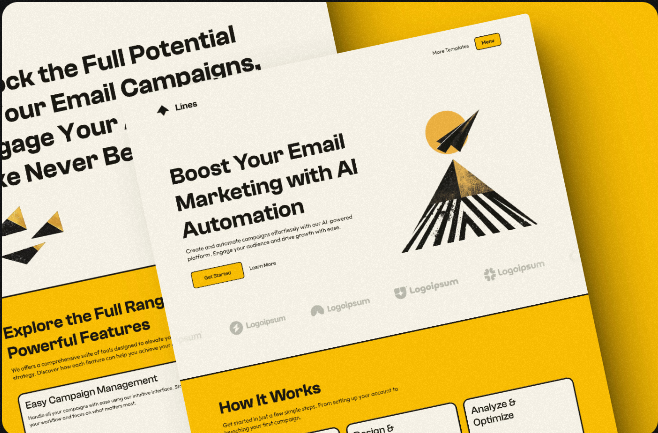 ock the Full Potential
our Email Campaigns.
gage Your
ke Never Be
Explore the Full Rang
Powerful Features
We offers a comprehensive suite of tools designed to elevate yo
strategy. Discover how each feature can help you achieve your
Easy Campaign Management
Handle all your campaigns with ease using our intuitive interface.
your workflow and focus on what matters most.
More Templates
Menu
Lines
Boost Your Email
Marketing with AI
Automation
Create and automate campaigns effortlessly with our AI-powered
platform. Engage your audience and drive growth with ease.
Get Started
Learn More
Logoipsum
Logoipsum
Logoipsum
Logoipsum
How It Works
Get started in just a few simple steps. From setting up your account to
launching your first campaign.
Design &
Analyze &
Optimize